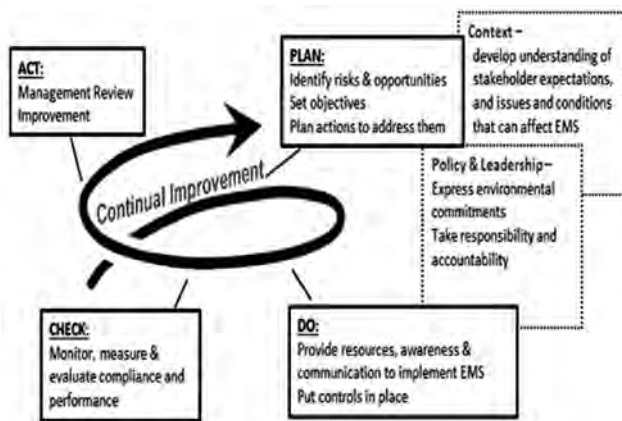 ACT:
Management Review
Improvement
PLAN:
Identify risks & opportunities
Set objectives
Plan actions to address them
Context –
develop understanding of
stakeholder expectations,
and issues and conditions
that can affect EMS
Policy & Leadership–
Express environmental
commitments
Take responsibility and
accountability
Continual Improvement
CHECK:
Monitor, measure &
evaluate compliance and
performance
DO:
Provide resources, awareness &
communication to implement EMS
Put controls in place